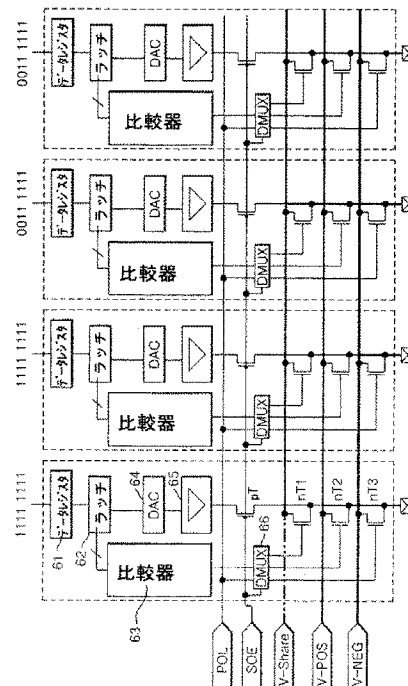 0011 1111
データレジスタ
ラッチ
DAC
比較器
DMUX
0011 1111
データレジスタ
ラッチ
DAC
比較器
DMUX
1111 1111
データレジスタ
ラッチ
DAC
比較器
DMUX
1111 1111
61
データレジスタ
62
ラッチ
64
DAC
65
63
比較器
pT
66
DMUX
nT1
nT2
nT3
POL
SOE
V-Share
V-POS
V-NEG